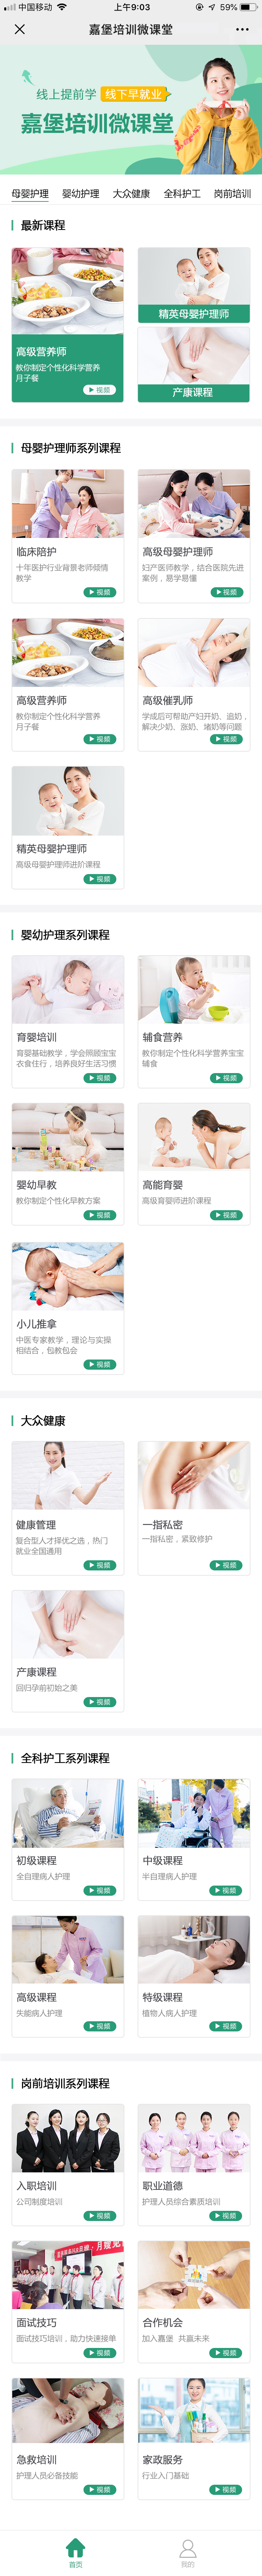 中国移动
上午9:03
59%
嘉堡培训微课堂
线上提前学 线下早就业
嘉堡培训微课堂
母婴护理 婴幼护理 大众健康 全科护工 岗前培训
最新课程
高级营养师
教你制定个性化科学营养
月子餐
视频
精英母婴护理师
产康课程
母婴护理师系列课程
临床陪护
十年医护行业背景老师倾情
教学
视频
高级母婴护理师
妇产医师教学，结合医院先进
案例，易学易懂
视频
高级营养师
教你制定个性化科学营养
月子餐
视频
高级催乳师
学成后可帮助产妇开奶、追奶，
解决少奶、涨奶、堵奶等问题
视频
精英母婴护理师
高级母婴护理师进阶课程
视频
婴幼护理系列课程
育婴培训
育婴基础教学，学会照顾宝宝
衣食住行，培养良好生活习惯
视频
辅食营养
教你制定个性化科学营养宝宝
辅食
视频
婴幼早教
教你制定个性化早教方案
视频
高能育婴
高级育婴师进阶课程
视频
小儿推拿
中医专家教学，理论与实操
相结合，包教包会
视频
大众健康
健康管理
复合型人才择优之选，热门
就业全国通用
视频
一指私密
一指私密，紧致修护
视频
产康课程
回归孕前初始之美
视频
全科护工系列课程
初级课程
全自理病人护理
视频
中级课程
半自理病人护理
视频
高级课程
失能病人护理
视频
特级课程
植物人病人护理
视频
岗前培训系列课程
入职培训
公司制度培训
视频
职业道德
护理人员综合素质培训
视频
面试技巧
面试技巧培训，助力快速接单
视频
合作机会
加入嘉堡 共赢未来
视频
急救培训
护理人员必备技能
视频
家政服务
行业入门基础
视频
首页
我的